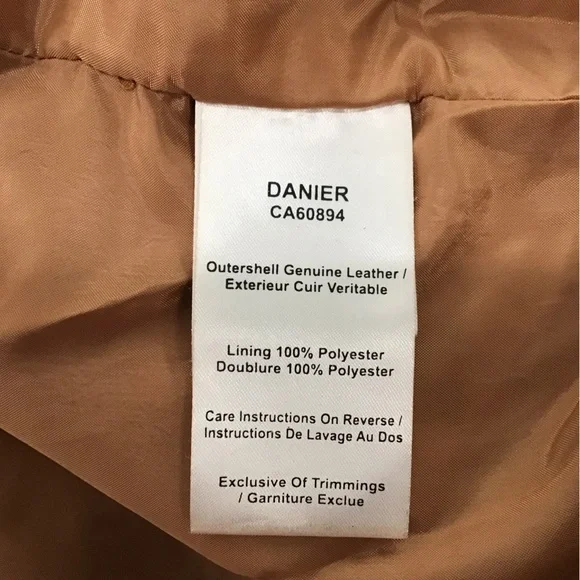 DANIER
CA60894
Outershell Genuine Leather /
Exterieur Cuir Veritable
Lining 100% Polyester
Doublure 100% Polyester
Care Instructions On Reverse /
Instructions De Lavage Au Dos
Exclusive Of Trimmings
/ Garniture Exclue